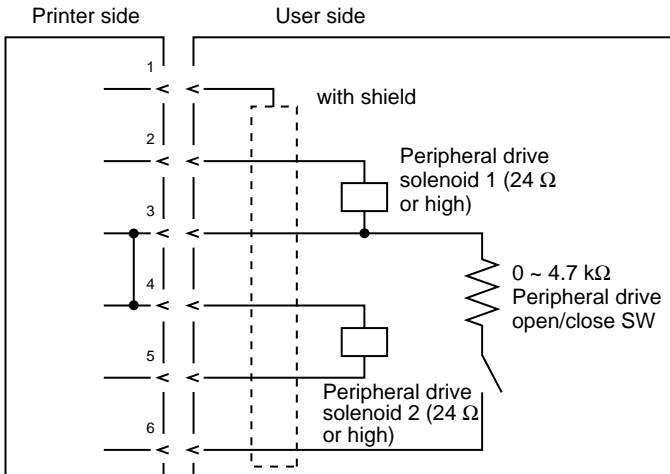 Printer side
User side
1
with shield
2
Peripheral drive
solenoid 1 (24 Ω
or high)
3
0 ~ 4.7 kΩ
Peripheral drive
open/close SW
4
5
Peripheral drive
solenoid 2 (24 Ω
or high)
6